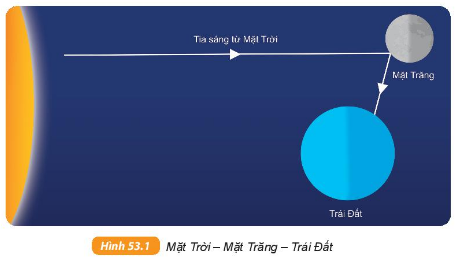 Tia sáng từ Mặt Trời
Mặt Trăng
Trái Đất
Hình 53.1 Mặt Trời – Mặt Trăng – Trái Đất